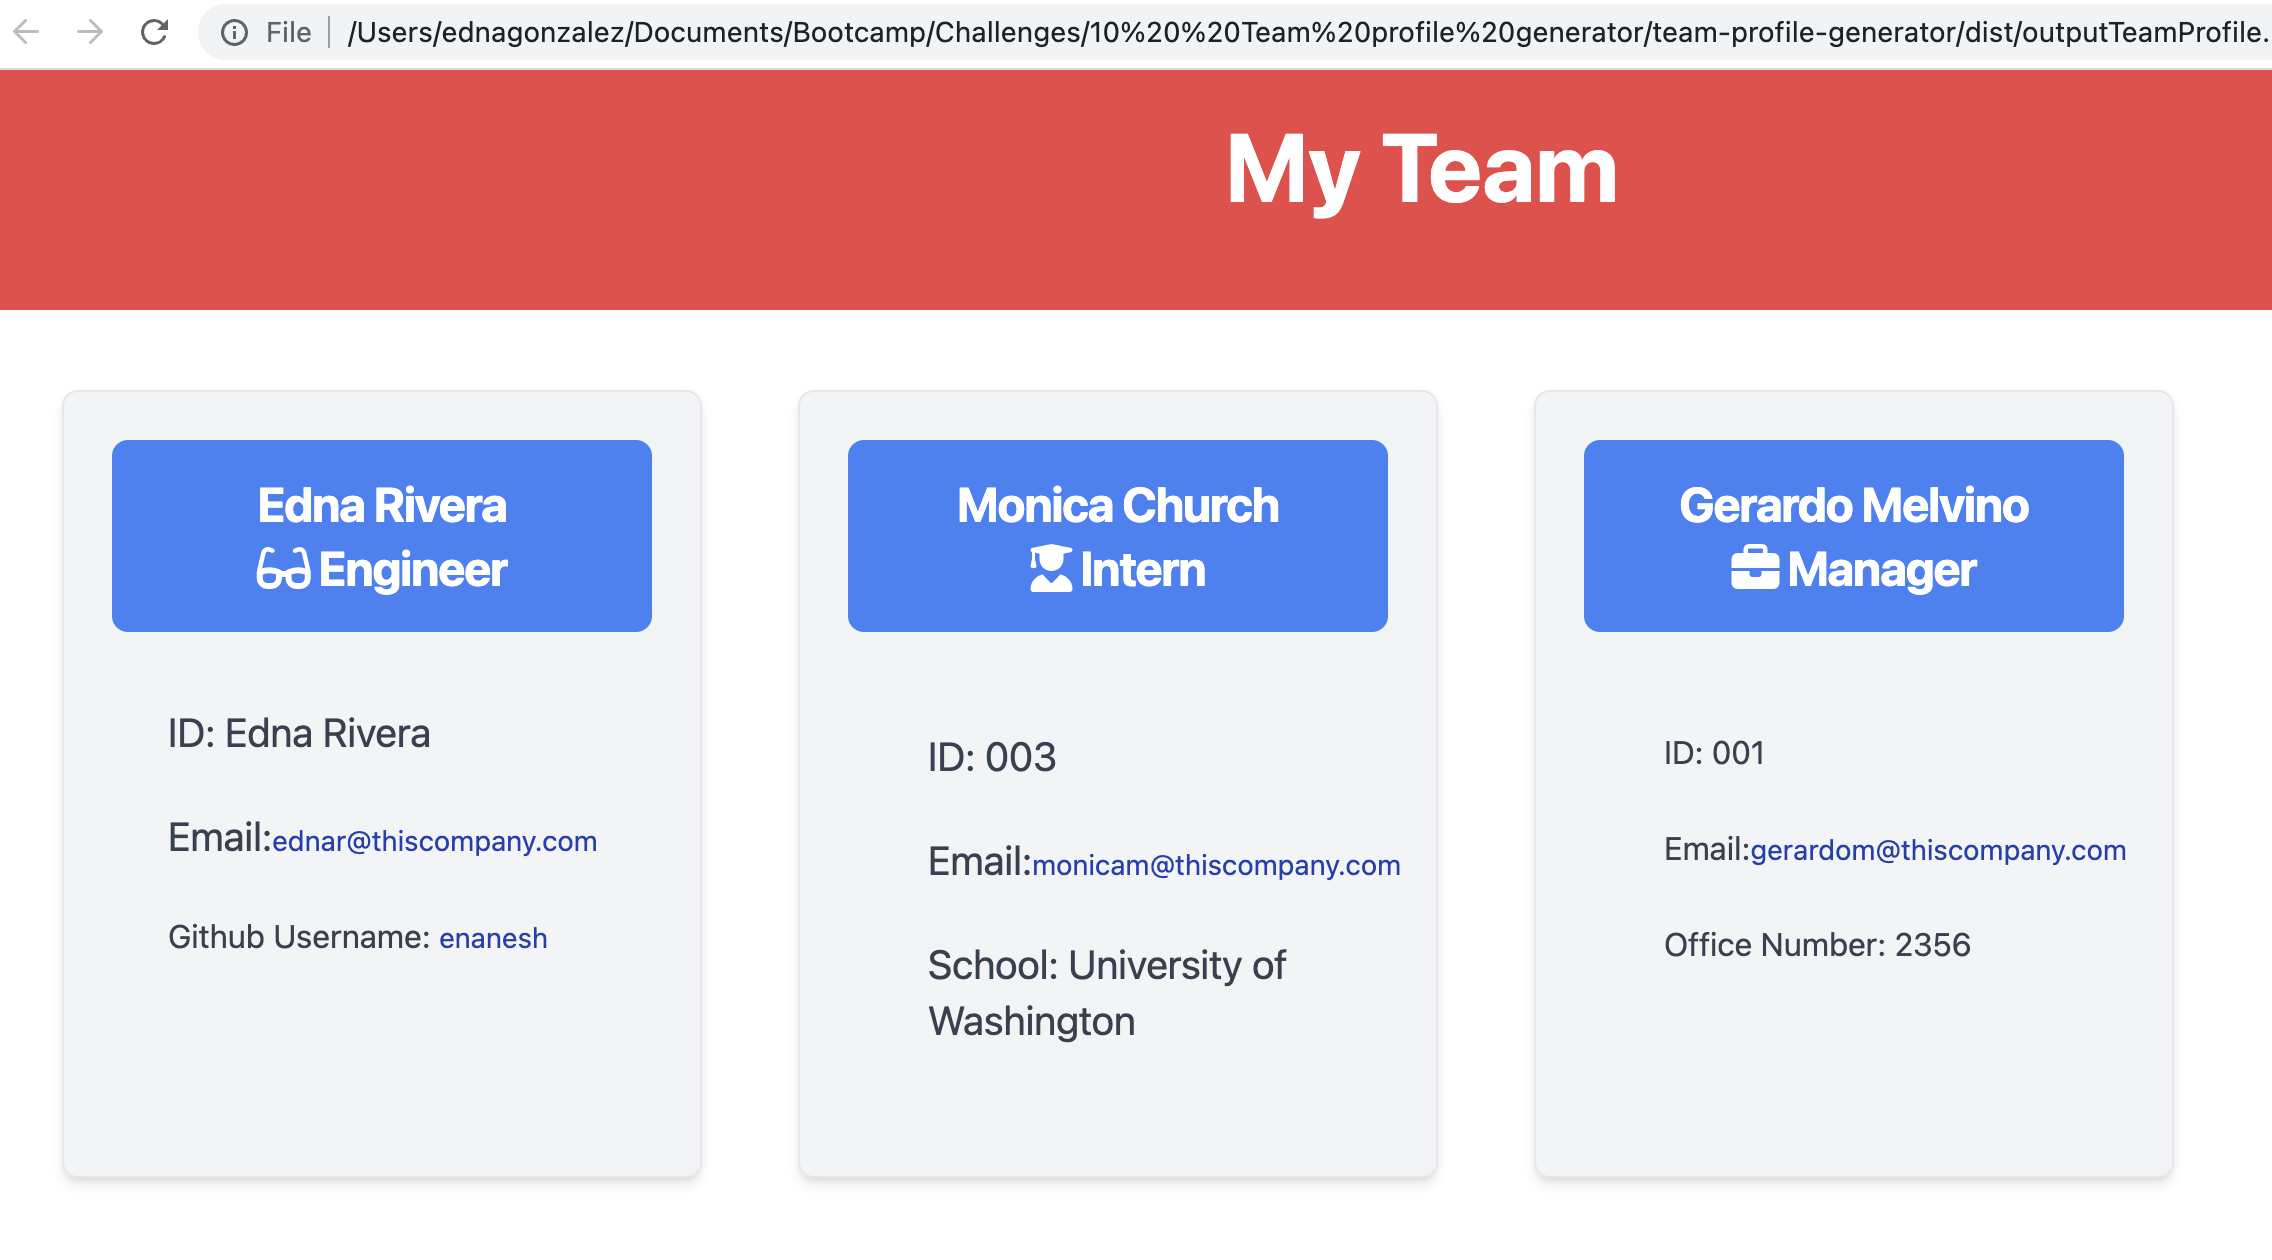 File /Users/ednagonzalez/Documents/Bootcamp/Challenges/10%20%20Team%20profile%20generator/team-profile-generator/dist/outputTeamProfile.
My Team
Edna Rivera
Engineer
ID: Edna Rivera
Email:ednar@thiscompany.com
Github Username: enanesh
Monica Church
Intern
ID: 003
Email:monicam@thiscompany.com
School: University of
Washington
Gerardo Melvino
Manager
ID: 001
Email:gerardom@thiscompany.com
Office Number: 2356